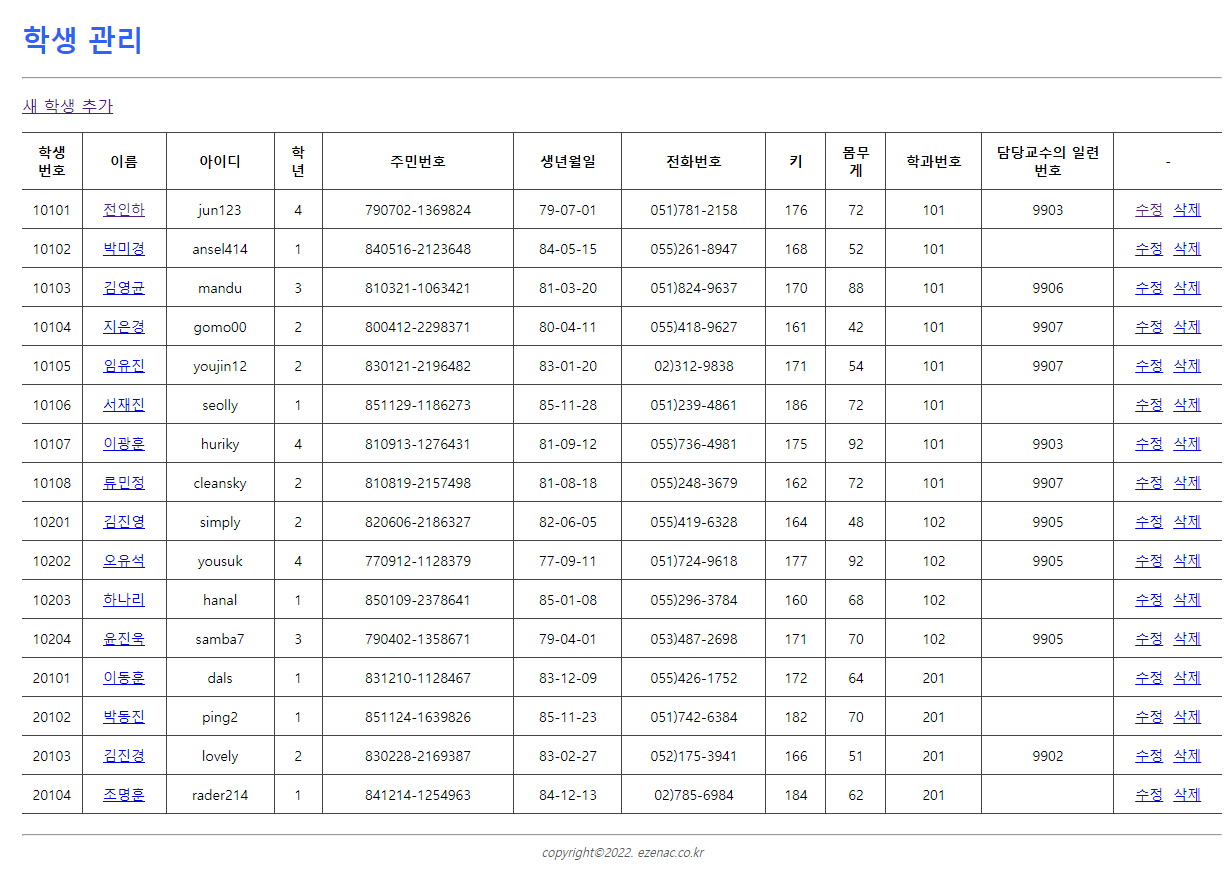 학생 관리
새 학생 추가
학생 번호 이름 아이디 학년 주민번호 생년월일 전화번호 키 몸무게 학과번호 담당교수의 일련 번호 -
10101 전인하 jun123 4 790702-1369824 79-07-01 051)781-2158 176 72 101 9903 수정 삭제
10102 박미경 ansel414 1 840516-2123648 84-05-15 055)261-8947 168 52 101 수정 삭제
10103 김영균 mandu 3 810321-1063421 81-03-20 051)824-9637 170 88 101 9906 수정 삭제
10104 지은경 gomo00 2 800412-2298371 80-04-11 055)418-9627 161 42 101 9907 수정 삭제
10105 임유진 youjin12 2 830121-2196482 83-01-20 02)312-9838 171 54 101 9907 수정 삭제
10106 서재진 seolly 1 851129-1186273 85-11-28 051)239-4861 186 72 101 수정 삭제
10107 이광훈 huriky 4 810913-1276431 81-09-12 055)736-4981 175 92 101 9903 수정 삭제
10108 류민정 cleansky 2 810819-2157498 81-08-18 055)248-3679 162 72 101 9907 수정 삭제
10201 김진영 simply 2 820606-2186327 82-06-05 055)419-6328 164 48 102 9905 수정 삭제
10202 오유석 yousuk 4 770912-1128379 77-09-11 051)724-9618 177 92 102 9905 수정 삭제
10203 하나리 hanal 1 850109-2378641 85-01-08 055)296-3784 160 68 102 수정 삭제
10204 윤진욱 samba7 3 790402-1358671 79-04-01 053)487-2698 171 70 102 9905 수정 삭제
20101 이동훈 dals 1 831210-1128467 83-12-09 055)426-1752 172 64 201 수정 삭제
20102 박동진 ping2 1 851124-1639826 85-11-23 051)742-6384 182 70 201 수정 삭제
20103 김진경 lovely 2 830228-2169387 83-02-27 052)175-3941 166 51 201 9902 수정 삭제
20104 조명훈 rader214 1 841214-1254963 84-12-13 02)785-6984 184 62 201 수정 삭제
copyright©2022. ezenac.co.kr